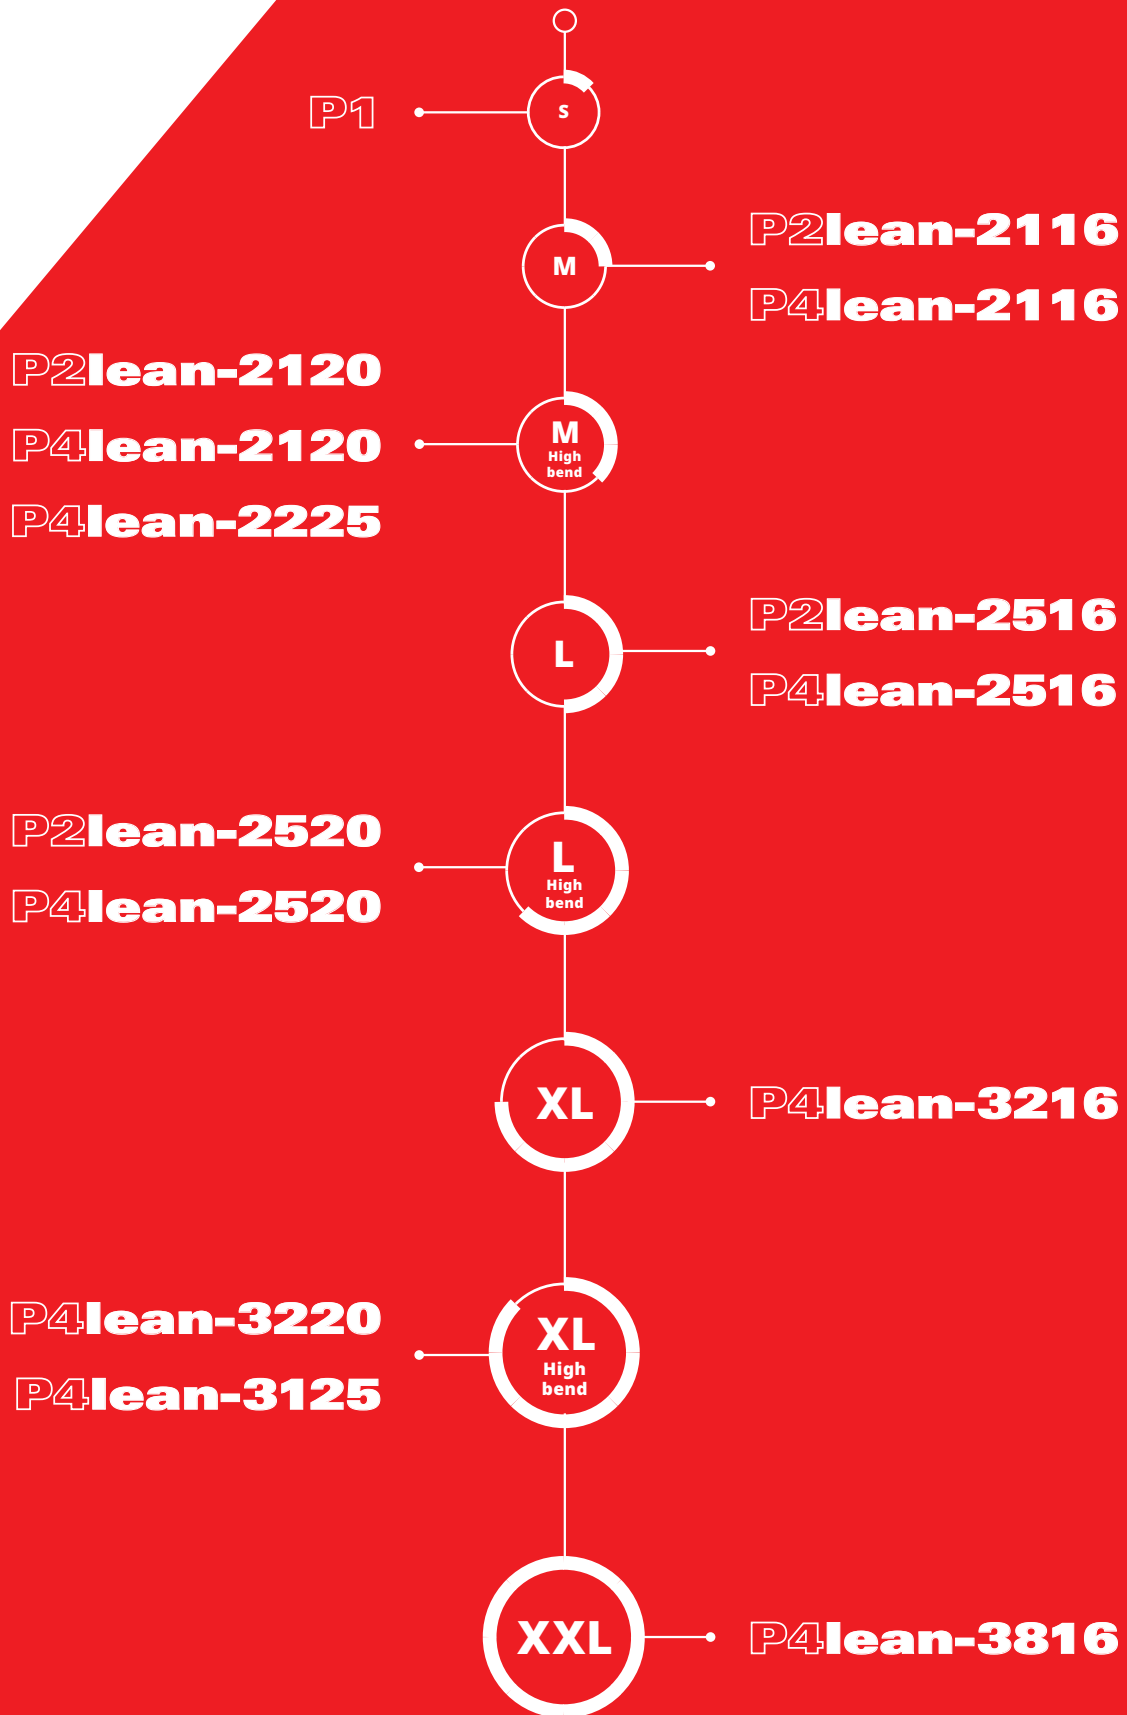 P1
S
M
P2lean-2116
P4lean-2116
P2lean-2120
P4lean-2120
P4lean-2225
M
High
bend
L
P2lean-2516
P4lean-2516
P2lean-2520
P4lean-2520
L
High
bend
XL
P4lean-3216
P4lean-3220
P4lean-3125
XL
High
bend
XXL
P4lean-3816